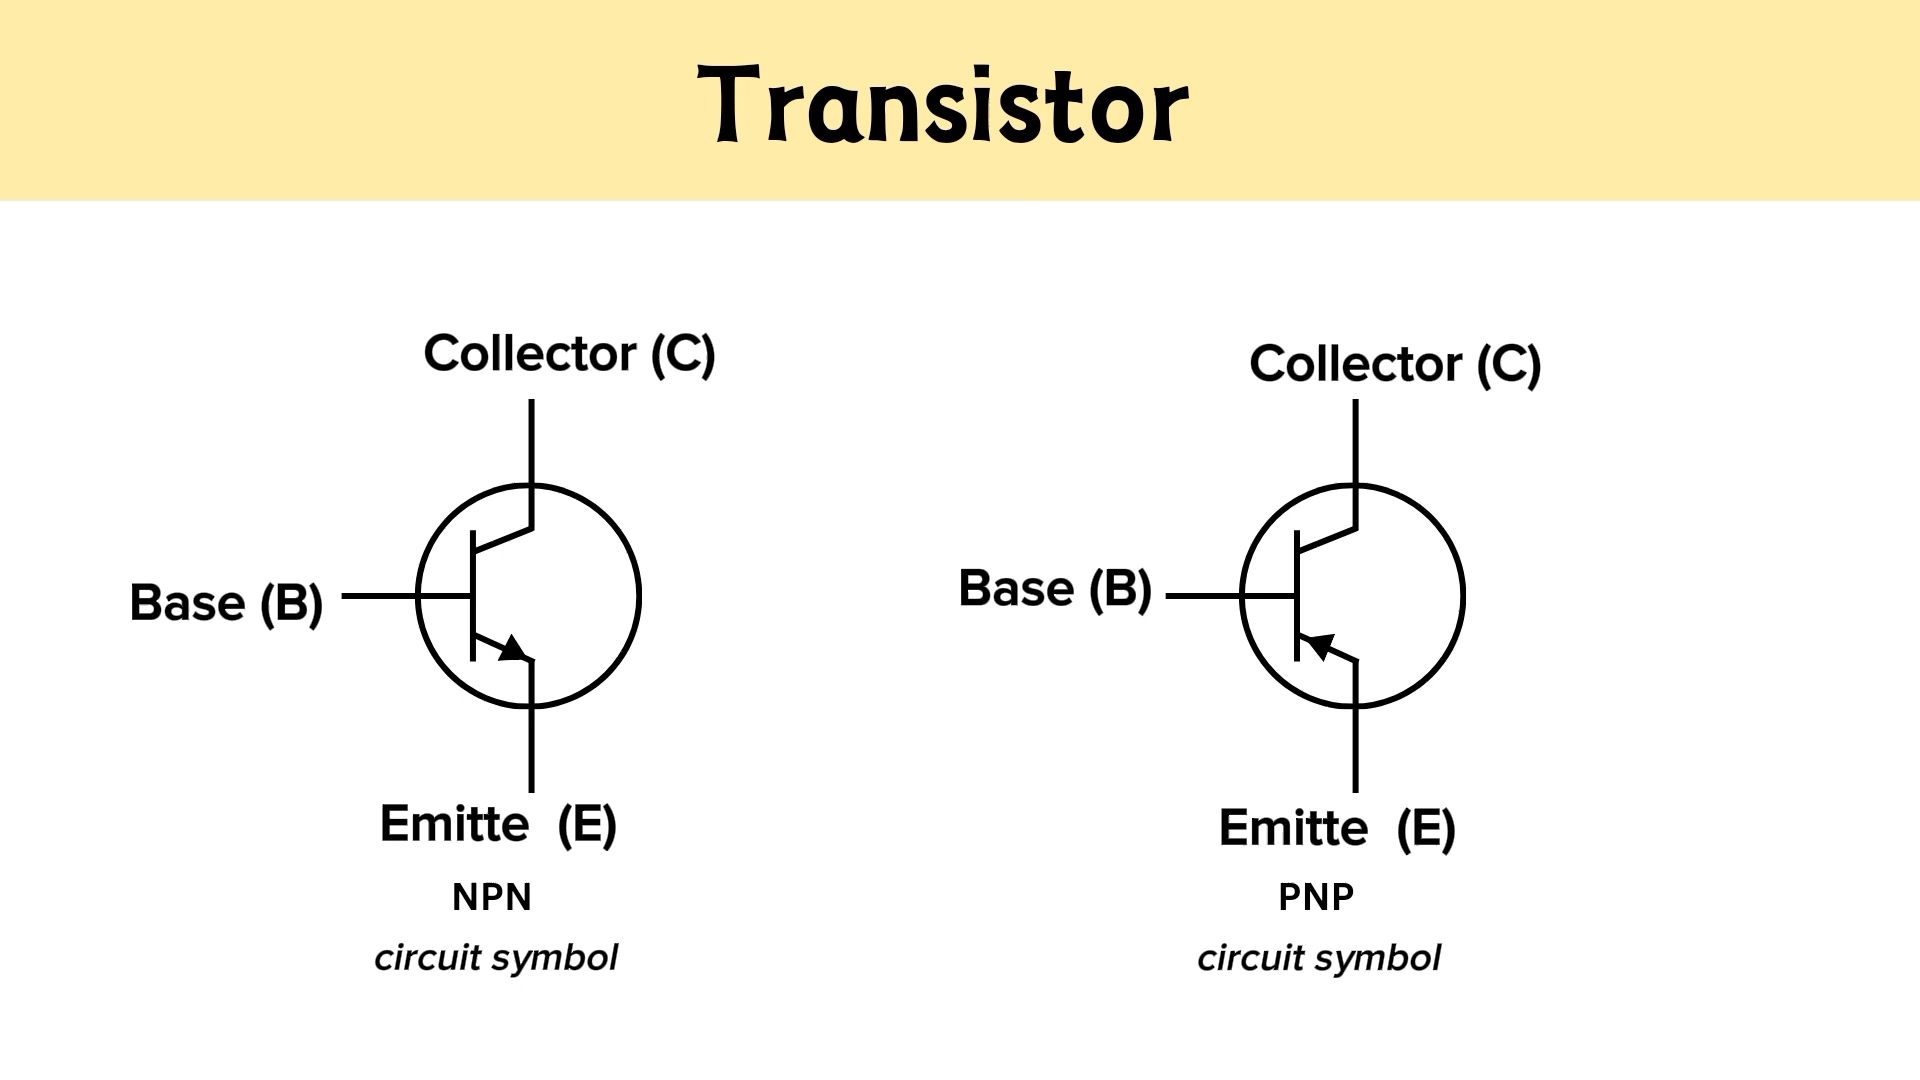 Transistor
Collector (C)
Base (B)
Emitte (E)
NPN
circuit symbol
Collector (C)
Base (B)
Emitte (E)
PNP
circuit symbol